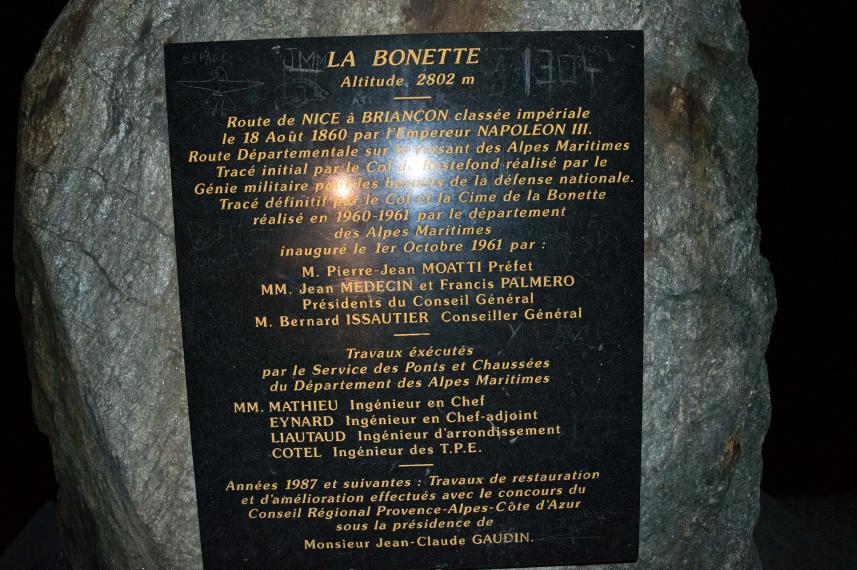 LA BONETTE
Altitude 2802 m
Route de NICE à BRIANÇON classée impériale
le 18 Août 1860 par l'Empereur NAPOLEON III.
Route Départementale sur le versant des Alpes Maritimes
Tracé initial par le Col de Restefond réalisé par le
Génie militaire pour les besoins de la défense nationale.
Tracé définitif par le Col et la Cime de la Bonette
réalisé en 1960-1961 par le département
des Alpes Maritimes
inauguré le 1er Octobre 1961 par :
M. Pierre-Jean MOATTI Préfet
MM. Jean MEDECIN et Francis PALMERO
Présidents du Conseil Général
M. Bernard ISSAUTIER Conseiller Général
Travaux éxécutés
par le Service des Ponts et Chaussées
du Département des Alpes Maritimes
MM. MATHIEU Ingénieur en Chef
EYNARD Ingénieur en Chef-adjoint
LIAUTAUD Ingénieur d'arrondissement
COTEL Ingénieur des T.P.E.
Années 1987 et suivantes : Travaux de restauration
et d'amélioration effectués avec le concours du
Conseil Régional Provence-Alpes-Côte d'Azur
sous la présidence de
Monsieur Jean-Claude GAUDIN.